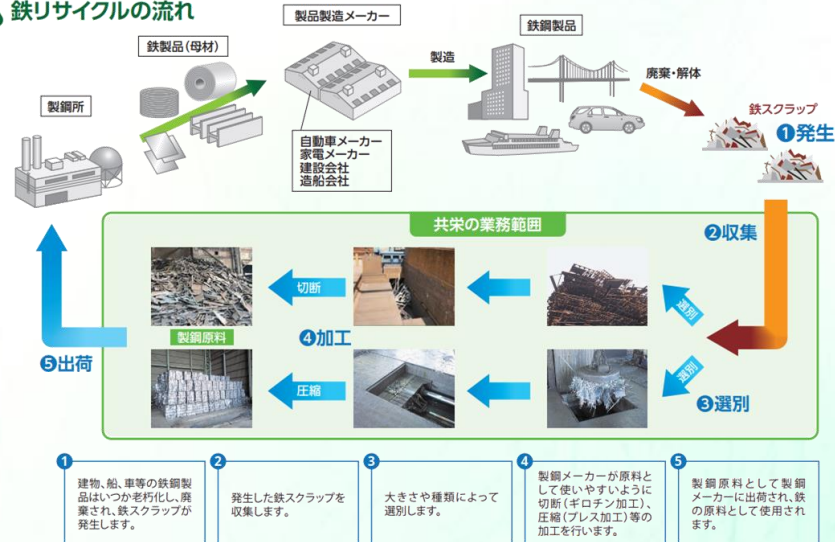 鉄リサイクルの流れ
製品製造メーカー
鉄製品(母材)
鉄鋼製品
製造
廃棄・解体
製鋼所
鉄スクラップ
❶発生
自動車メーカー
家電メーカー
建設会社
造船会社
共栄の業務範囲
❷収集
切断
選別
製鋼原料
❹加工
❺出荷
圧縮
選別
❸選別
❶
建物、船、車等の鉄鋼製
品はいつか老朽化し、廃
棄され、鉄スクラップが
発生します。
❷
発生した鉄スクラップを
収集します。
❸
大きさや種類によって
選別します。
❹
製鋼メーカーが原料と
して使いやすいように
切断(ギロチン加工)、
圧縮(プレス加工)等の
加工を行います。
❺
製鋼原料として製鋼
メーカーに出荷され、鉄
の原料として使用され
ます。